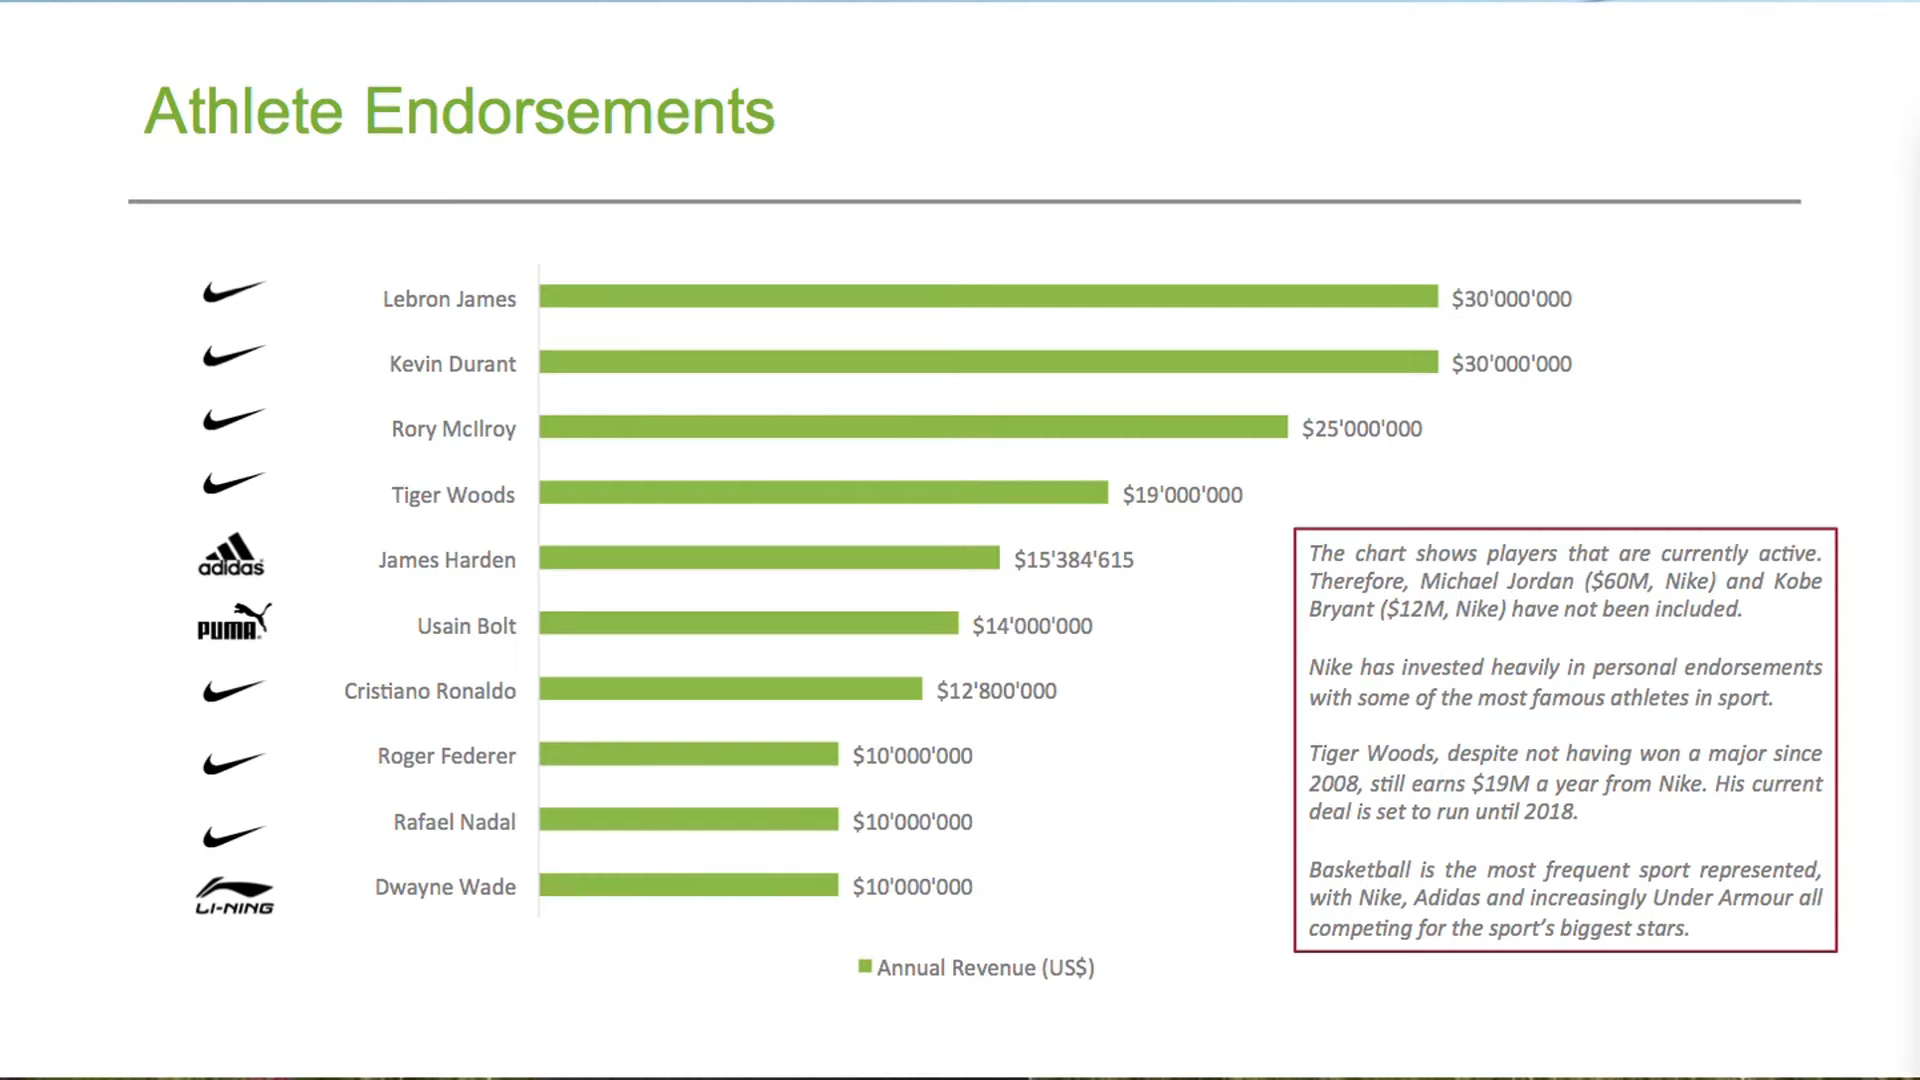 Athlete Endorsements
Lebron James $30'000'000
Kevin Durant $30'000'000
Rory McIlroy $25'000'000
Tiger Woods $19'000'000
adidas James Harden $15'384'615
PUMA Usain Bolt $14'000'000
Cristiano Ronaldo $12'800'000
Roger Federer $10'000'000
Rafael Nadal $10'000'000
LI-NING Dwayne Wade $10'000'000
Annual Revenue (US$)
The chart shows players that are currently active.
Therefore, Michael Jordan ($60M, Nike) and Kobe
Bryant ($12M, Nike) have not been included.
Nike has invested heavily in personal endorsements
with some of the most famous athletes in sport.
Tiger Woods, despite not having won a major since
2008, still earns $19M a year from Nike. His current
deal is set to run until 2018.
Basketball is the most frequent sport represented,
with Nike, Adidas and increasingly Under Armour all
competing for the sport’s biggest stars.